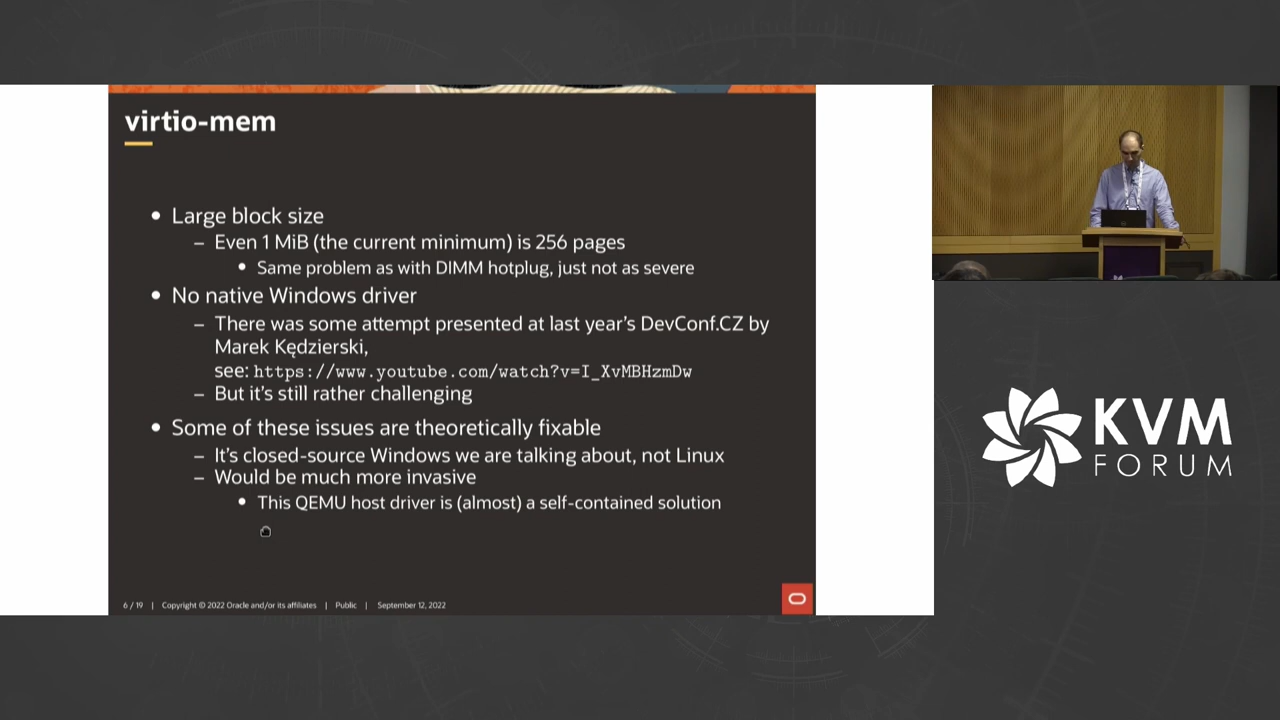 virtio-mem
• Large block size
– Even 1 MiB (the current minimum) is 256 pages
• Same problem as with DIMM hotplug, just not as severe
• No native Windows driver
– There was some attempt presented at last year's DevConf.CZ by
Marek Kędzierski,
see: https://www.youtube.com/watch?v=I_XvMBHzmDw
– But it's still rather challenging
• Some of these issues are theoretically fixable
– It's closed-source Windows we are talking about, not Linux
– Would be much more invasive
• This QEMU host driver is (almost) a self-contained solution
6 / 19 | Copyright © 2022 Oracle and/or its affiliates | Public | September 12, 2022
KVM
FORUM